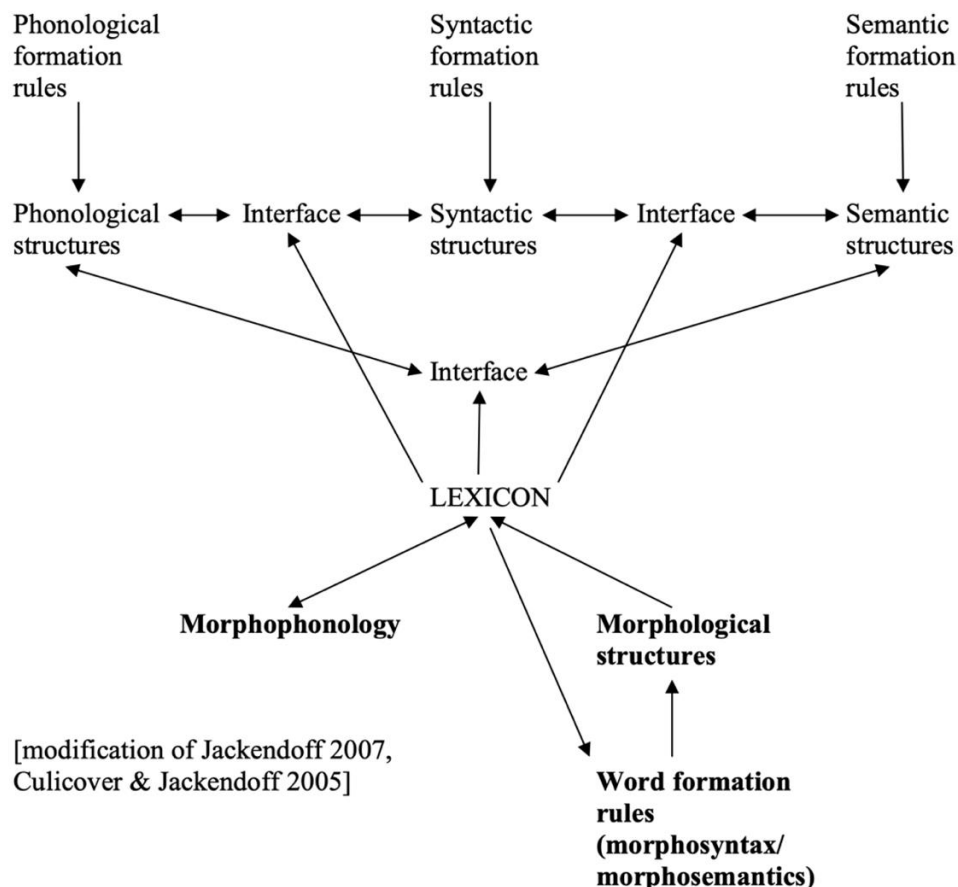 Phonological
formation
rules
Syntactic
formation
rules
Semantic
formation
rules
Phonological
structures
Interface
Syntactic
structures
Interface
Semantic
structures
Interface
LEXICON
Morphophonology
Morphological
structures
[modification of Jackendoff 2007,
Culicover & Jackendoff 2005]
Word formation
rules
(morphosyntax/
morphosemantics)